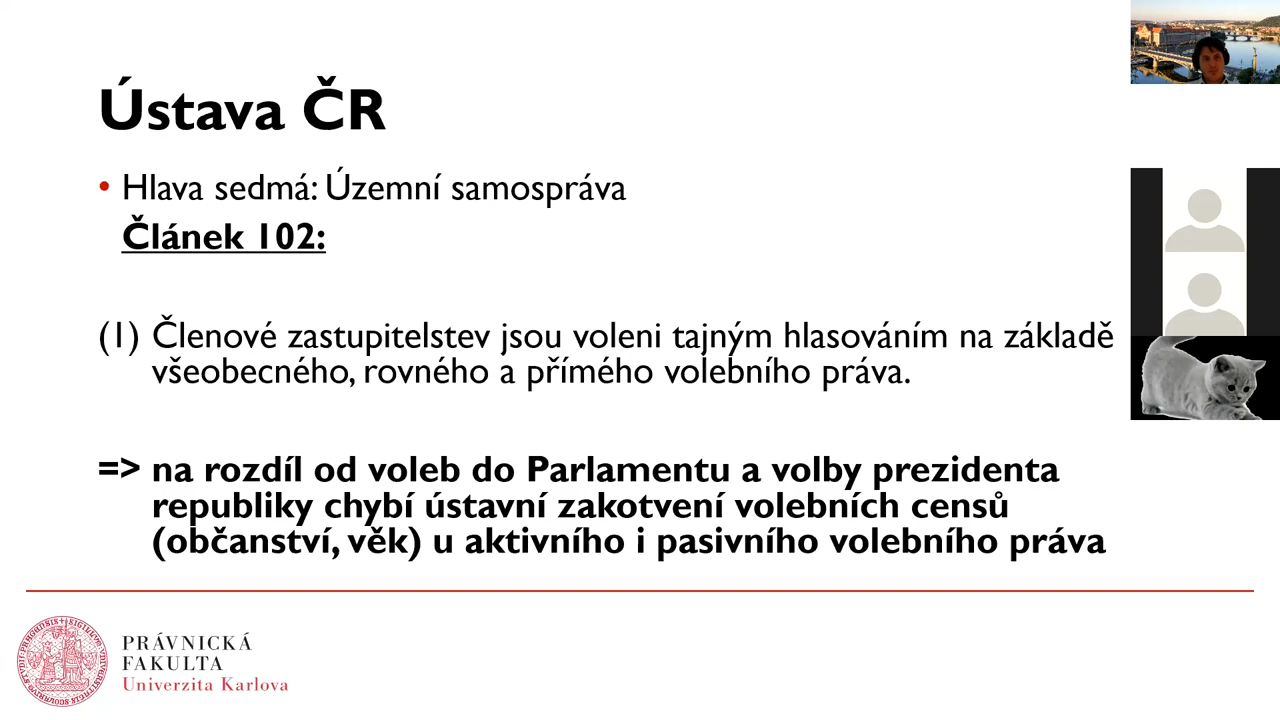 Ústava ČR
• Hlava sedmá: Územní samospráva
Článek 102:
(1) Členové zastupitelstev jsou voleni tajným hlasováním na základě
všeobecného, rovného a přímého volebního práva.
=> na rozdíl od voleb do Parlamentu a volby prezidenta
republiky chybí ústavní zakotvení volebních censů
(občanství, věk) u aktivního i pasivního volebního práva
PRÁVNICKÁ
FAKULTA
Univerzita Karlova